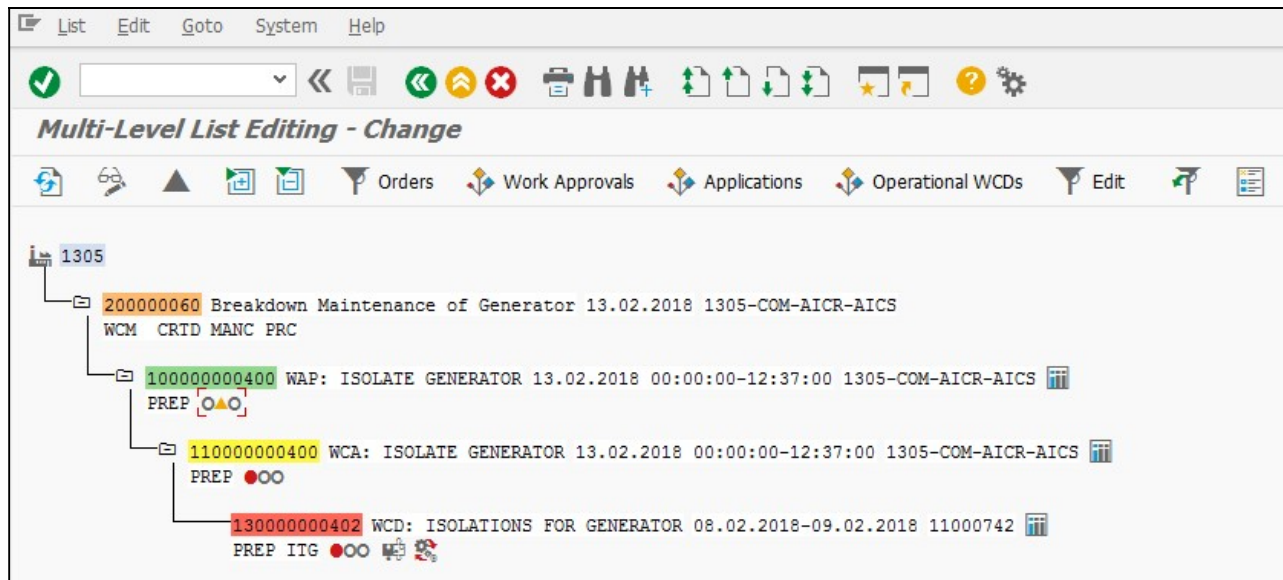 List Edit Goto System Help
Multi-Level List Editing - Change
Orders Work Approvals Applications Operational WCDs Edit
1305
200000060 Breakdown Maintenance of Generator 13.02.2018 1305-COM-AICR-AICS
WCM CRTD MANC PRC
100000000400 WAP: ISOLATE GENERATOR 13.02.2018 00:00:00-12:37:00 1305-COM-AICR-AICS
PREP
110000000400 WCA: ISOLATE GENERATOR 13.02.2018 00:00:00-12:37:00 1305-COM-AICR-AICS
PREP
130000000402 WCD: ISOLATIONS FOR GENERATOR 08.02.2018-09.02.2018 11000742
PREP ITG